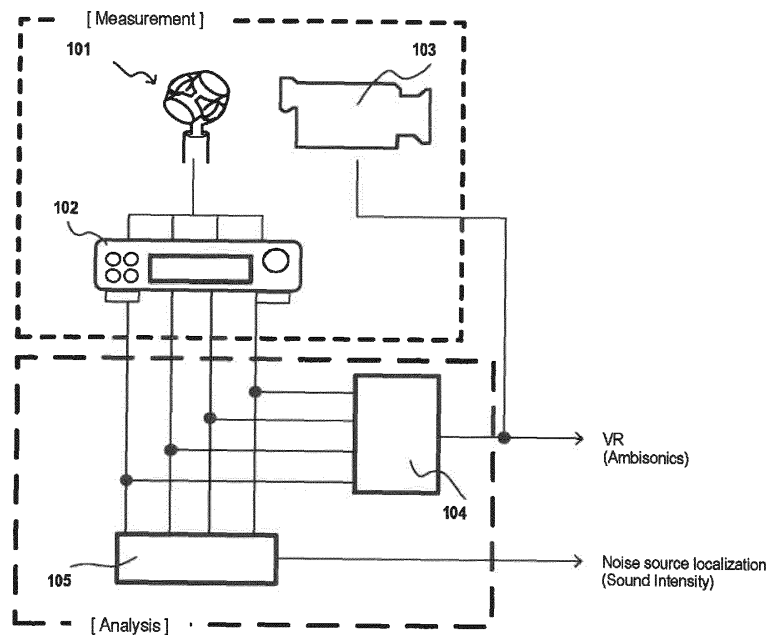 [ Measurement ]
101
103
102
VR
(Ambisonics)
104
105
Noise source localization
(Sound Intensity)
[ Analysis ]